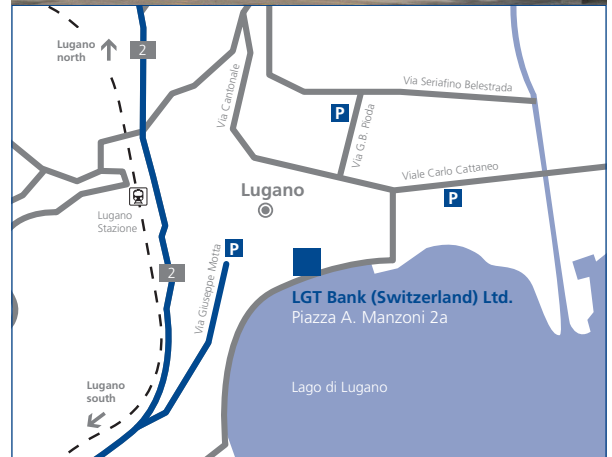 Lugano
north
2
Via Cantonale
Via Seriafino Belestrada
P
Via G.B. Pioda
Viale Carlo Cattaneo
P
Lugano
Lugano
Stazione
P
2
Via Giuseppe Motta
LGT Bank (Switzerland) Ltd.
Piazza A. Manzoni 2a
Lago di Lugano
Lugano
south